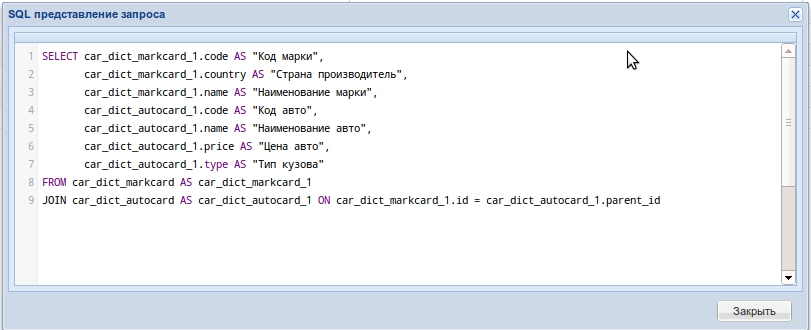 SQL представление запроса
1 SELECT car_dict_markcard_1.code AS "Код марки",
2 car_dict_markcard_1.country AS "Страна производитель",
3 car_dict_markcard_1.name AS "Наименование марки",
4 car_dict_autocard_1.code AS "Код авто",
5 car_dict_autocard_1.name AS "Наименование авто",
6 car_dict_autocard_1.price AS "Цена авто",
7 car_dict_autocard_1.type AS "Тип кузова"
8 FROM car_dict_markcard AS car_dict_markcard_1
9 JOIN car_dict_autocard AS car_dict_autocard_1 ON car_dict_markcard_1.id = car_dict_autocard_1.parent_id
Закрыть